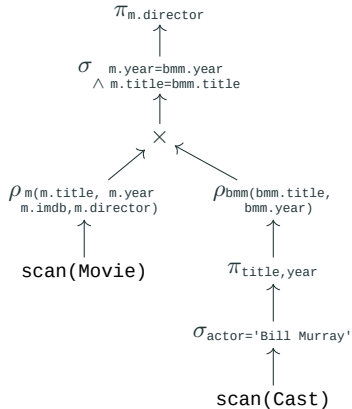 π m.director
σ m.year=bmm.year
∧ m.title=bmm.title
×
ρ m(m.title, m.year
m.imdb,m.director)
ρ bmm(bmm.title,
bmm.year)
scan(Movie)
π title,year
σ actor='Bill Murray'
scan(Cast)